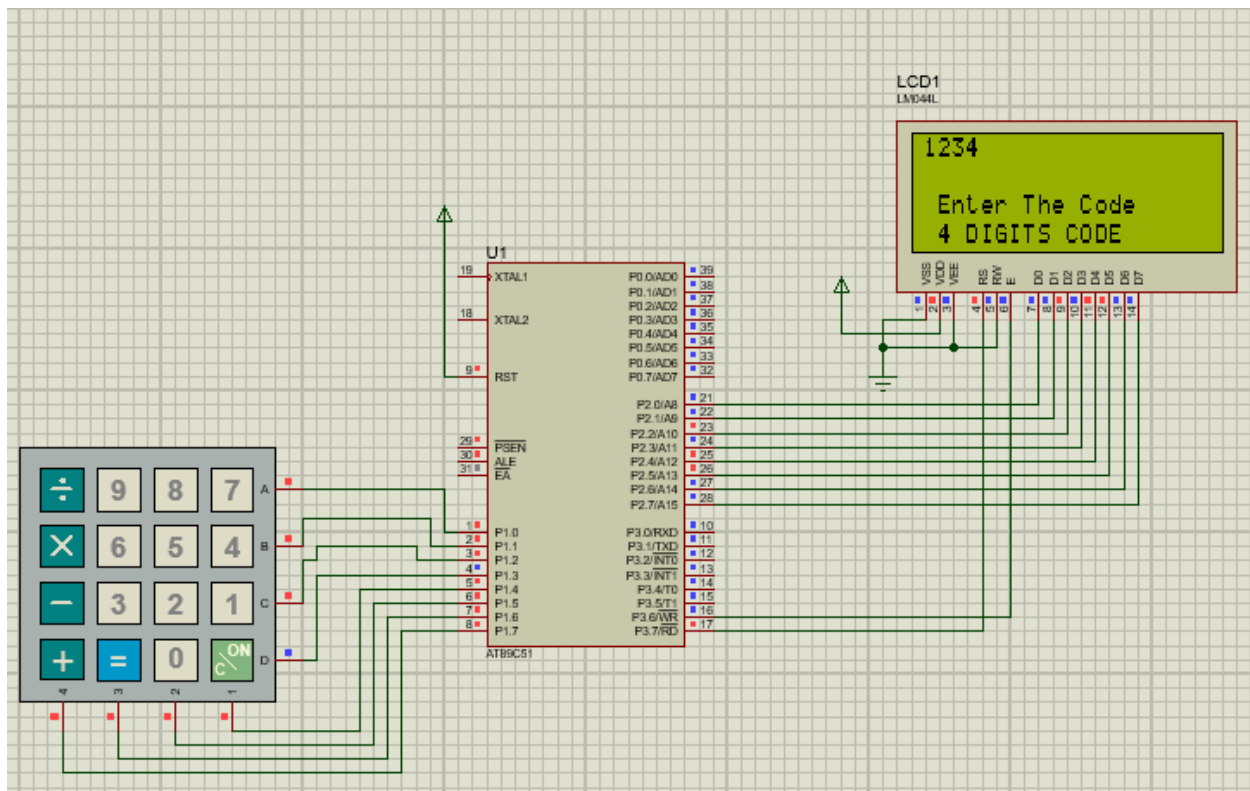 LCD1
LM044L
1234
Enter The Code
4 DIGITS CODE
VSS VDD VEE RS RW E D0 D1 D2 D3 D4 D5 D6 D7
1 2 3 4 5 6 7 8 9 10 11 12 13 14
U1
19 XTAL1 P0.0/AD0 39
P0.1/AD1 38
P0.2/AD2 37
18 XTAL2 P0.3/AD3 36
P0.4/AD4 35
P0.5/AD5 34
P0.6/AD6 33
9 RST P0.7/AD7 32
P2.0/A8 21
P2.1/A9 22
P2.2/A10 23
29 PSEN P2.3/A11 24
30 ALE P2.4/A12 25
31 EA P2.5/A13 26
P2.6/A14 27
P2.7/A15 28
1 P1.0 P3.0/RXD 10
2 P1.1 P3.1/TXD 11
3 P1.2 P3.2/INT0 12
4 P1.3 P3.3/INT1 13
5 P1.4 P3.4/T0 14
6 P1.5 P3.5/T1 15
7 P1.6 P3.6/WR 16
8 P1.7 P3.7/RD 17
AT89C51
÷ 9 8 7 A
× 6 5 4 B
− 3 2 1 C
+ = 0 ON/C D
4 3 2 1